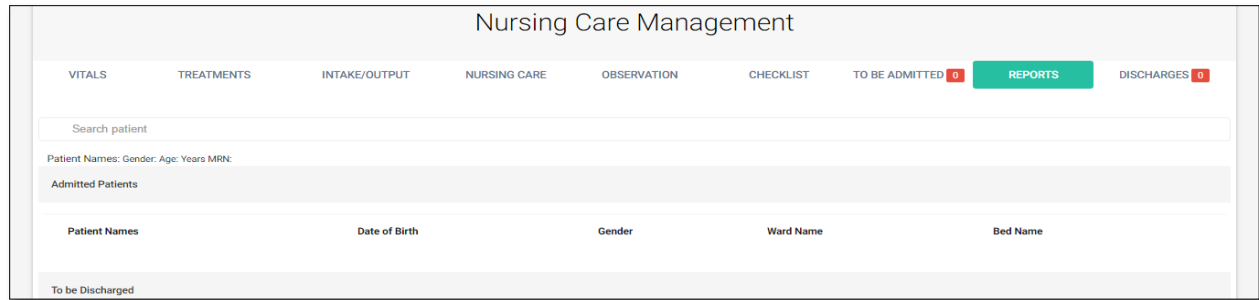 Nursing Care Management
VITALS TREATMENTS INTAKE/OUTPUT NURSING CARE OBSERVATION CHECKLIST TO BE ADMITTED 0 REPORTS DISCHARGES 0
Search patient
Patient Names: Gender: Age: Years MRN:
Admitted Patients
Patient Names Date of Birth Gender Ward Name Bed Name
To be Discharged